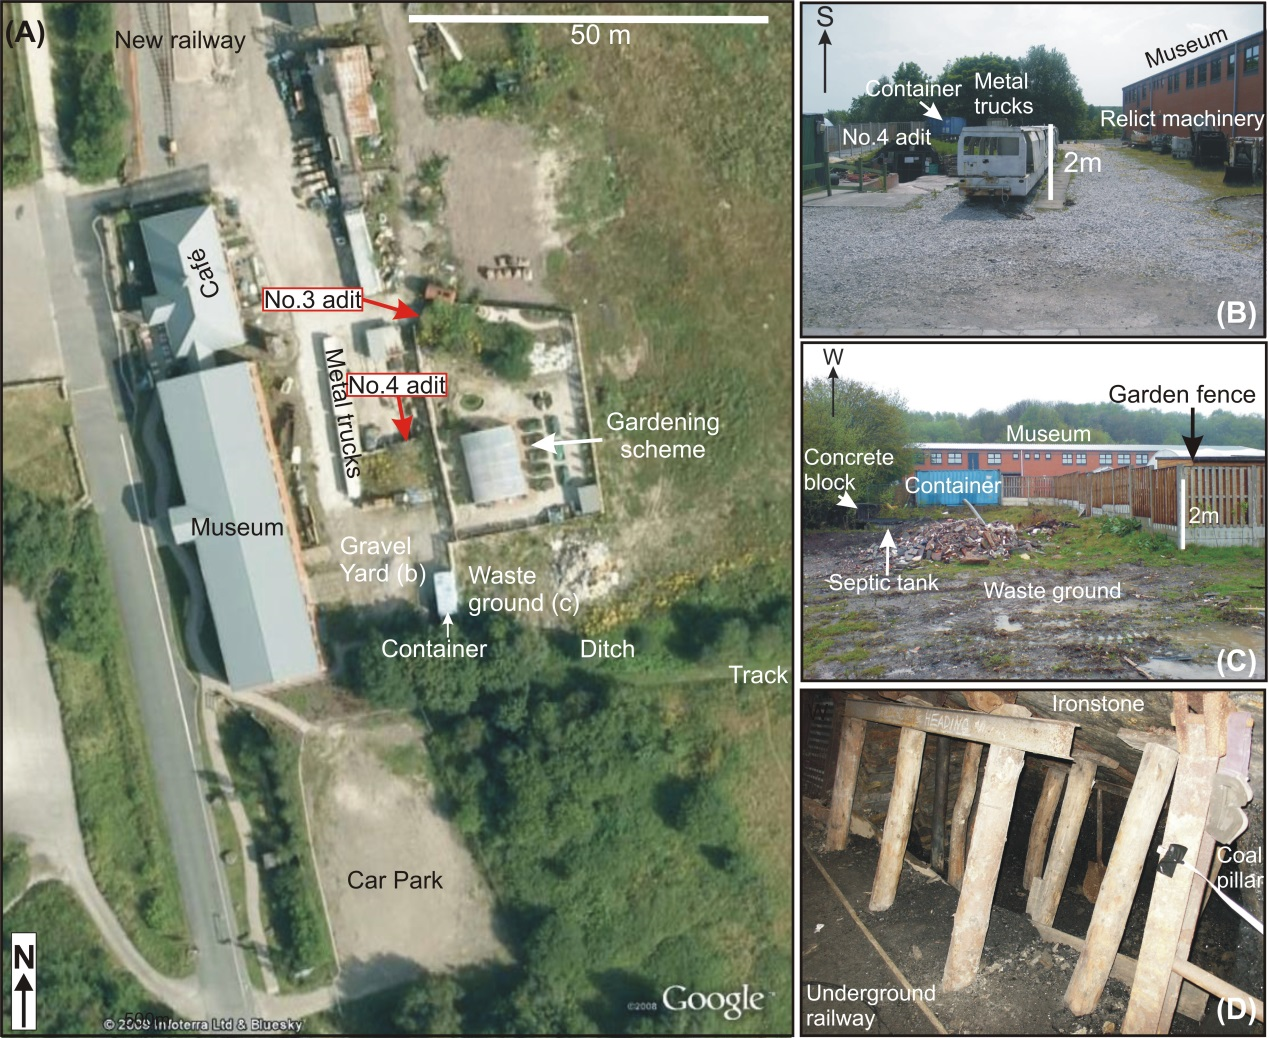 (A)
New railway
50 m
Café
No.3 adit
Metal trucks
No.4 adit
Gardening
scheme
Museum
Gravel
Yard (b)
Waste
ground (c)
Container
Ditch
Track
Car Park
N
©2008 Google™
© 2009 Infoterra Ltd & Bluesky
S
Museum
Container
Metal
trucks
Relict machinery
No.4 adit
2m
(B)
W
Garden fence
Museum
Concrete
block
Container
2m
Septic tank
Waste ground
(C)
Ironstone
HEADING
Coal
pillar
Underground
railway
(D)